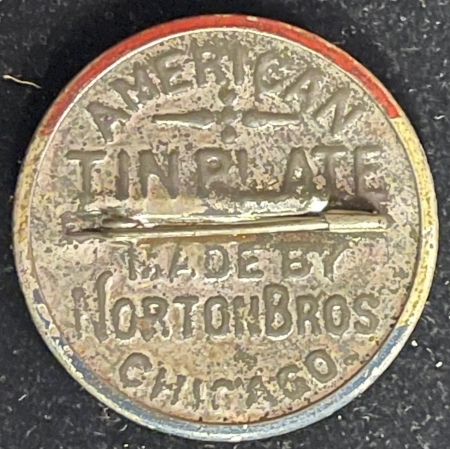 AMERICAN
TIN PLATE
MADE BY
NORTON BROS
CHICAGO